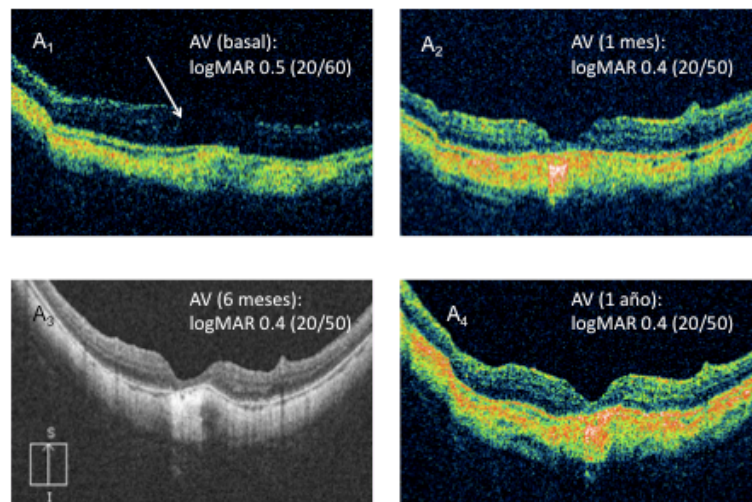 A1
AV (basal):
logMAR 0.5 (20/60)
A2
AV (1 mes):
logMAR 0.4 (20/50)
A3
AV (6 meses):
logMAR 0.4 (20/50)
S
I
A4
AV (1 año):
logMAR 0.4 (20/50)